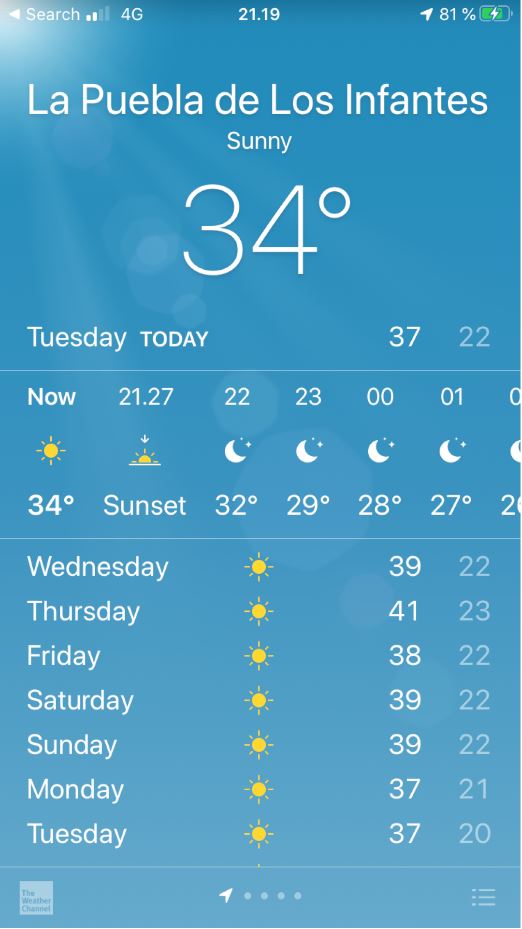 Search 4G 21.19 81 %
La Puebla de Los Infantes
Sunny
34°
Tuesday TODAY 37 22
Now 21.27 22 23 00 01
34° Sunset 32° 29° 28° 27° 26
Wednesday 39 22
Thursday 41 23
Friday 38 22
Saturday 39 22
Sunday 39 22
Monday 37 21
Tuesday 37 20
The
Weather
Channel